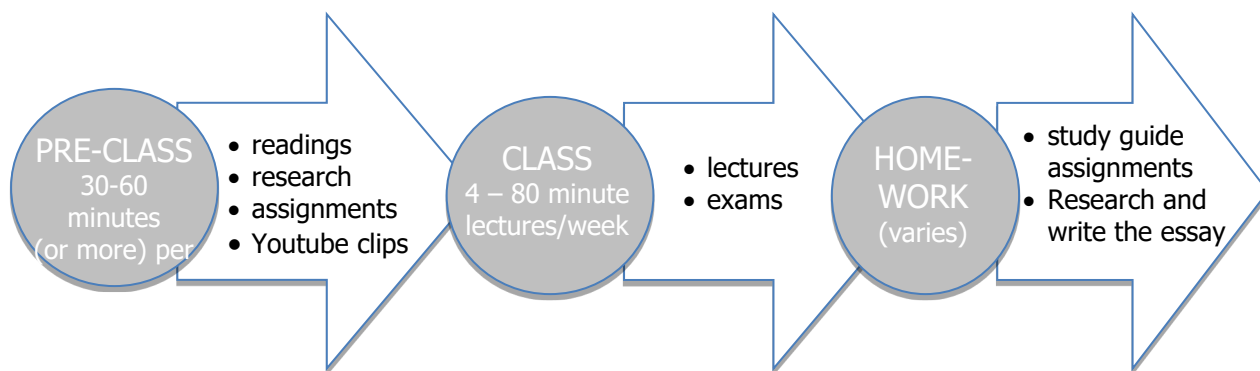 PRE-CLASS
30-60
minutes
(or more) per
• readings
• research
• assignments
• Youtube clips
CLASS
4 – 80 minute
lectures/week
• lectures
• exams
HOME-
WORK
(varies)
• study guide
assignments
• Research and
write the essay